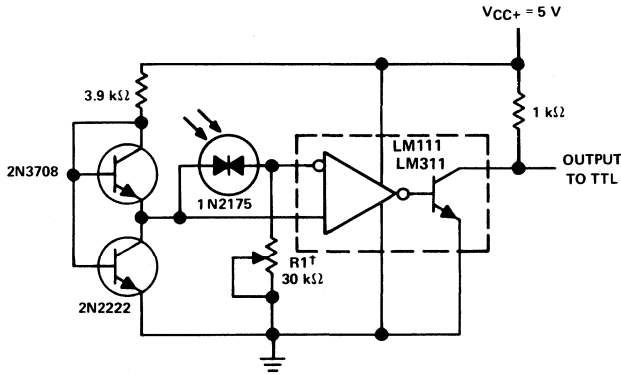 VCC+ = 5 V
3.9 kΩ
1 kΩ
LM111
LM311
2N3708
OUTPUT
TO TTL
1N2175
R1†
30 kΩ
2N2222